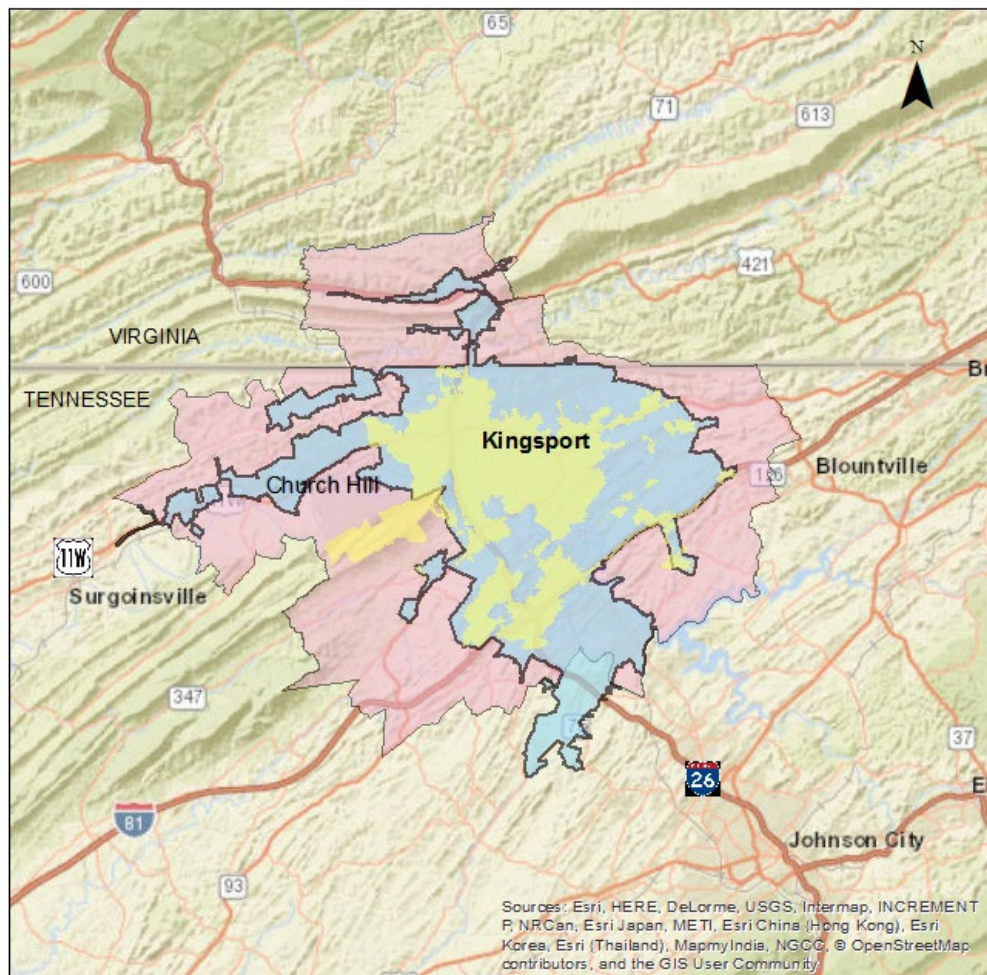 65
N
71
613
421
600
VIRGINIA
TENNESSEE
Kingsport
Blountville
Church Hill
11W
Surgoinsville
347
37
26
81
Johnson City
93
Sources: Esri, HERE, DeLorme, USGS, Intermap, INCREMENT
P, NRCan, Esri Japan, METI, Esri China (Hong Kong), Esri
Korea, Esri (Thailand), MapmyIndia, NGCC, © OpenStreetMap
contributors, and the GIS User Community